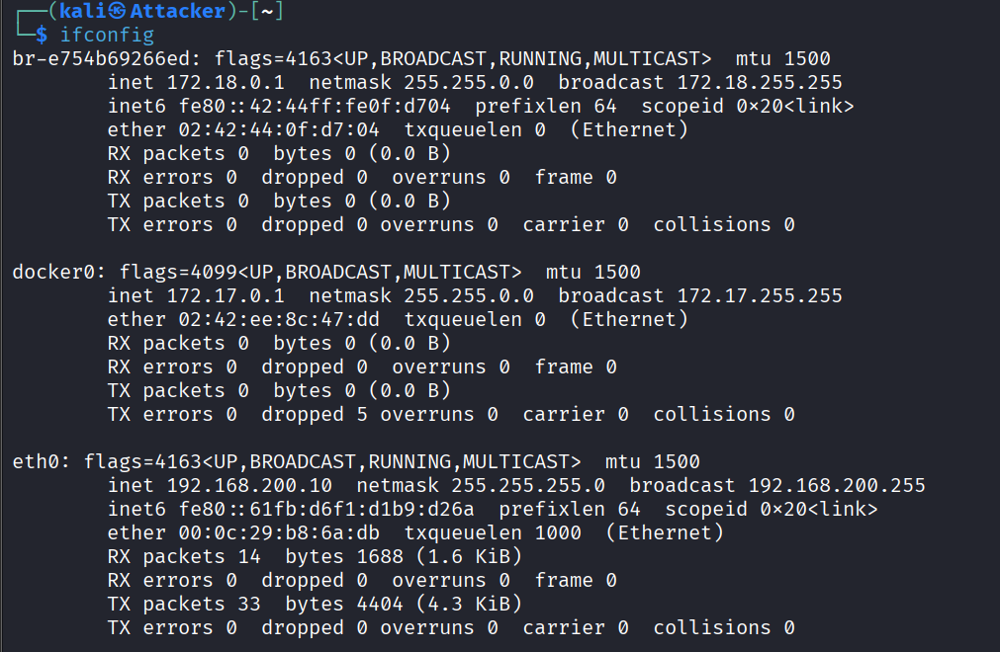 ┌──(kali㉿Attacker)-[~]
└─$ ifconfig
br-e754b69266ed: flags=4163<UP,BROADCAST,RUNNING,MULTICAST>  mtu 1500
        inet 172.18.0.1  netmask 255.255.0.0  broadcast 172.18.255.255
        inet6 fe80::42:44ff:fe0f:d704  prefixlen 64  scopeid 0x20<link>
        ether 02:42:44:0f:d7:04  txqueuelen 0  (Ethernet)
        RX packets 0  bytes 0 (0.0 B)
        RX errors 0  dropped 0  overruns 0  frame 0
        TX packets 0  bytes 0 (0.0 B)
        TX errors 0  dropped 0 overruns 0  carrier 0  collisions 0

docker0: flags=4099<UP,BROADCAST,MULTICAST>  mtu 1500
        inet 172.17.0.1  netmask 255.255.0.0  broadcast 172.17.255.255
        ether 02:42:ee:8c:47:dd  txqueuelen 0  (Ethernet)
        RX packets 0  bytes 0 (0.0 B)
        RX errors 0  dropped 0  overruns 0  frame 0
        TX packets 0  bytes 0 (0.0 B)
        TX errors 0  dropped 5 overruns 0  carrier 0  collisions 0

eth0: flags=4163<UP,BROADCAST,RUNNING,MULTICAST>  mtu 1500
        inet 192.168.200.10  netmask 255.255.255.0  broadcast 192.168.200.255
        inet6 fe80::61fb:d6f1:d1b9:d26a  prefixlen 64  scopeid 0x20<link>
        ether 00:0c:29:b8:6a:db  txqueuelen 1000  (Ethernet)
        RX packets 14  bytes 1688 (1.6 KiB)
        RX errors 0  dropped 0  overruns 0  frame 0
        TX packets 33  bytes 4404 (4.3 KiB)
        TX errors 0  dropped 0 overruns 0  carrier 0  collisions 0